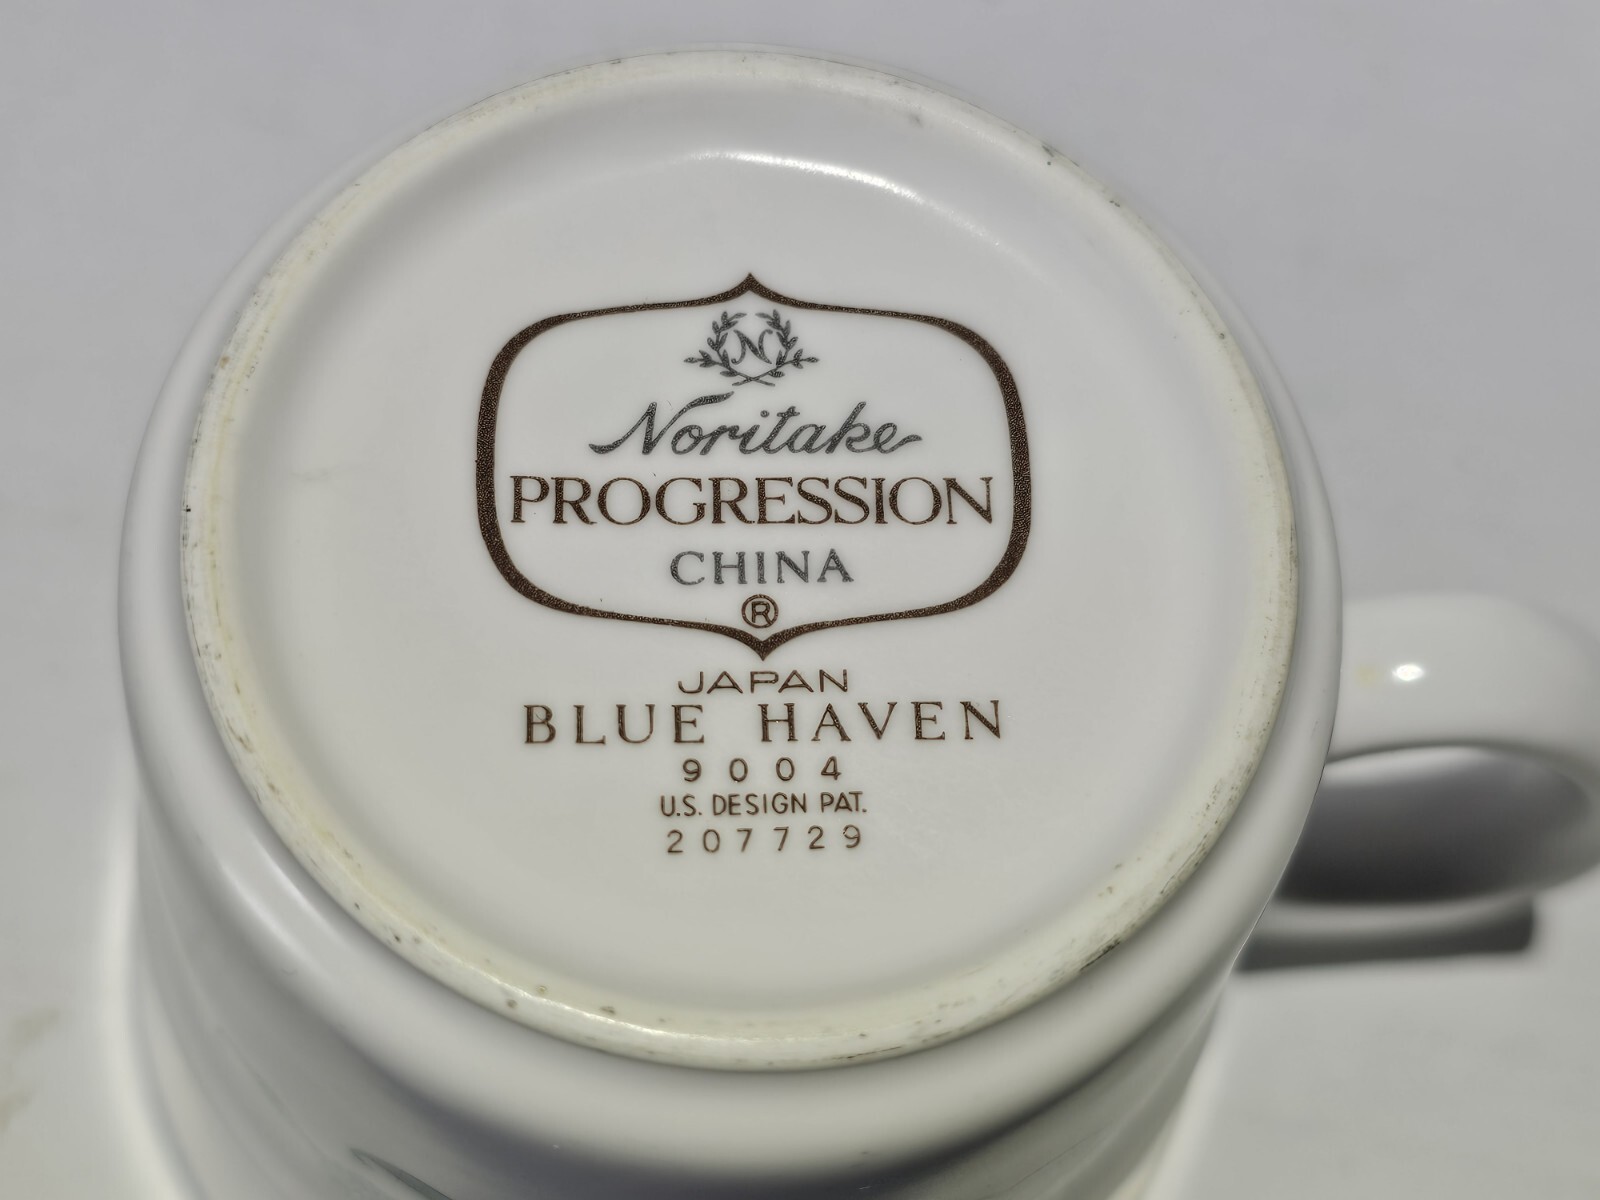 N
Noritake
PROGRESSION
CHINA
®
JAPAN
BLUE HAVEN
9004
U.S. DESIGN PAT.
207729